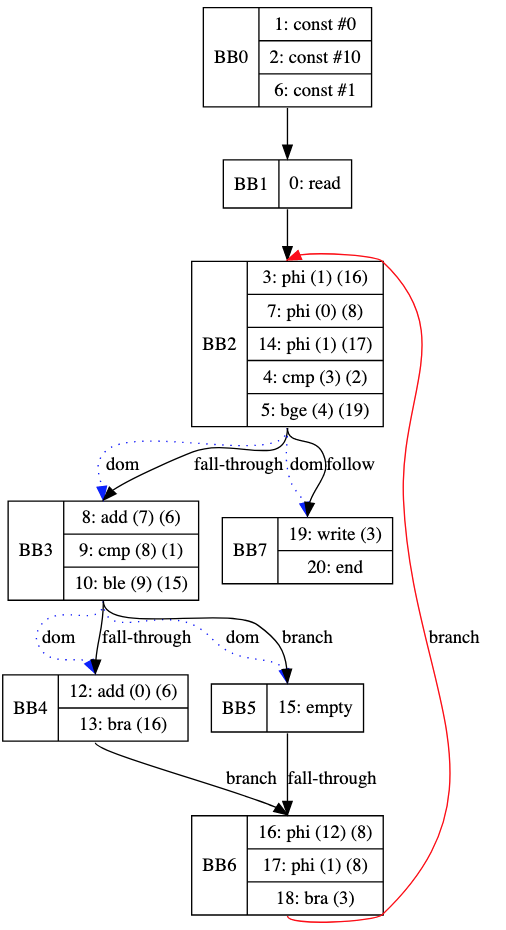 BB0
1: const #0
2: const #10
6: const #1
BB1
0: read
BB2
3: phi (1) (16)
7: phi (0) (8)
14: phi (1) (17)
4: cmp (3) (2)
5: bge (4) (19)
dom
fall-through
dom
follow
BB3
8: add (7) (6)
9: cmp (8) (1)
10: ble (9) (15)
BB7
19: write (3)
20: end
dom
fall-through
dom
branch
branch
BB4
12: add (0) (6)
13: bra (16)
BB5
15: empty
branch
fall-through
BB6
16: phi (12) (8)
17: phi (1) (8)
18: bra (3)